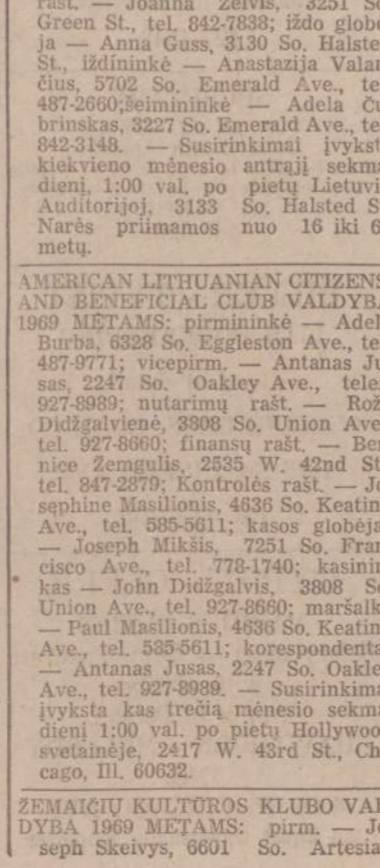 rašt. — Joanna Zelvis, 3251 So
Green St., tel. 842-7838; iždo globė
ja — Anna Guss, 3130 So. Halste
St., iždininkė — Anastazija Valan
čius, 5702 So. Emerald Ave., te
487-2660;šeimininkė — Adela Ču
brinskas, 3227 So. Emerald Ave., te
842-3148. — Susirinkimai įvykst
kiekvieno mėnesio antrąjį sekma
dienį, 1:00 val. po pietų Lietuvi
Auditorijoj, 3133 So. Halsted S
Narės priimamos nuo 16 iki 6
metų.
AMERICAN LITHUANIAN CITIZENS
AND BENEFICIAL CLUB VALDYBA
1969 METAMS: pirmininkė — Adel
Burba, 6328 So. Eggleston Ave., te
487-9771; vicepirm. — Antanas Ju
sas, 2247 So. Oakley Ave., tele
927-8989; nutarimų rašt. — Rož
Didžgalvienė, 3808 So. Union Ave
tel. 927-8660; finansų rašt. — Ber
nice Žemgulis, 2535 W. 42nd St
tel. 847-2879; Kontrolės rašt. — Jo
sephine Masilionis, 4636 So. Keatin
Ave., tel. 585-5611; kasos globėja
— Joseph Mikšis, 7251 So. Fran
cisco Ave., tel. 778-1740; kasinin
kas — John Didžgalvis, 3808 So
Union Ave., tel. 927-8660; maršalk
— Paul Masilionis, 4636 So. Keatin
Ave., tel. 585-5611; korespondenta
— Antanas Jusas, 2247 So. Oakle
Ave., tel. 927-8989. — Susirinkima
įvyksta kas trečią mėnesio sekma
dienį 1:00 val. po pietų Hollywoo
svetainėje, 2417 W. 43rd St., Ch
cago, Ill. 60632.
ŽEMAIČIŲ KULTŪROS KLUBO VAL
DYBA 1969 METAMS: pirm. — Jo
seph Skeivys, 6601 So. Artesia